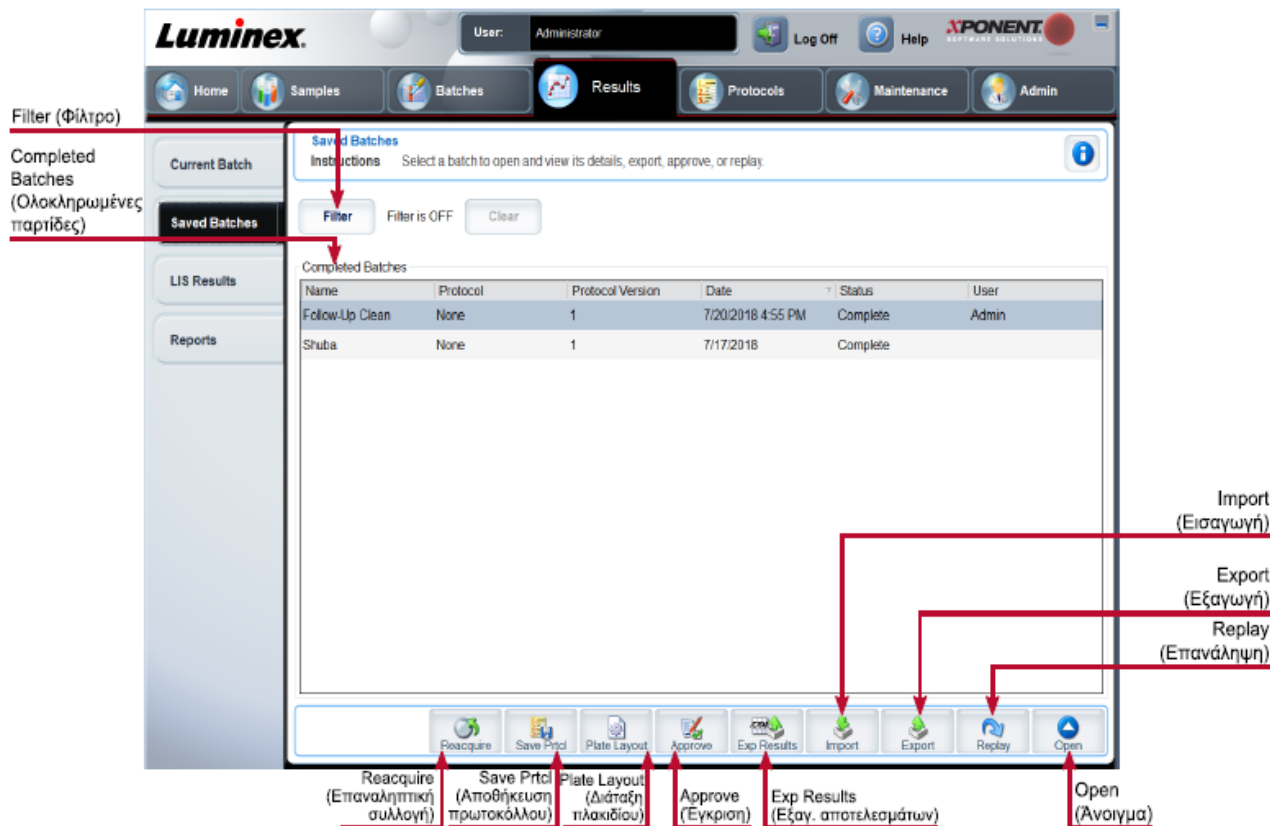 Luminex.
User:
Administrator
Log Off
Help
XPONENT.
SOFTWARE SOLUTIONS
Home
Samples
Batches
Results
Protocols
Maintenance
Admin
Filter (Φίλτρο)
Completed
Batches
(Ολοκληρωμένες
παρτίδες)
Current Batch
Saved Batches
LIS Results
Reports
Saved Batches
Instructions Select a batch to open and view its details, export, approve, or replay.
Filter Filter is OFF Clear
Completed Batches
Name Protocol Protocol Version Date Status User
Follow-Up Clean None 1 7/20/2018 4:55 PM Complete Admin
Shuba None 1 7/17/2018 Complete
Import
(Εισαγωγή)
Export
(Εξαγωγή)
Replay
(Επανάληψη)
Reacquire Save Prtcl Plate Layout Approve Exp Results Import Export Replay Open
Reacquire
(Επαναληπτική
συλλογή)
Save Prtcl
(Αποθήκευση
πρωτοκόλλου)
Plate Layout
(Διάταξη
πλακιδίου)
Approve
(Έγκριση)
Exp Results
(Εξαγ. αποτελεσμάτων)
Open
(Άνοιγμα)